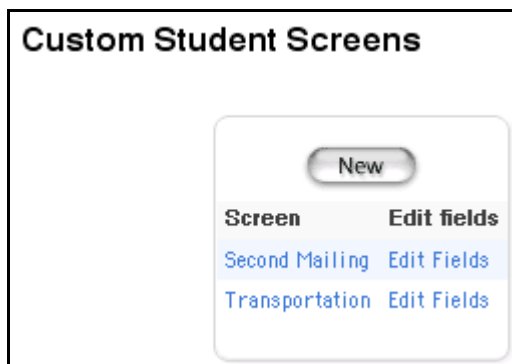 Custom Student Screens
New
Screen Edit fields
Second Mailing Edit Fields
Transportation Edit Fields